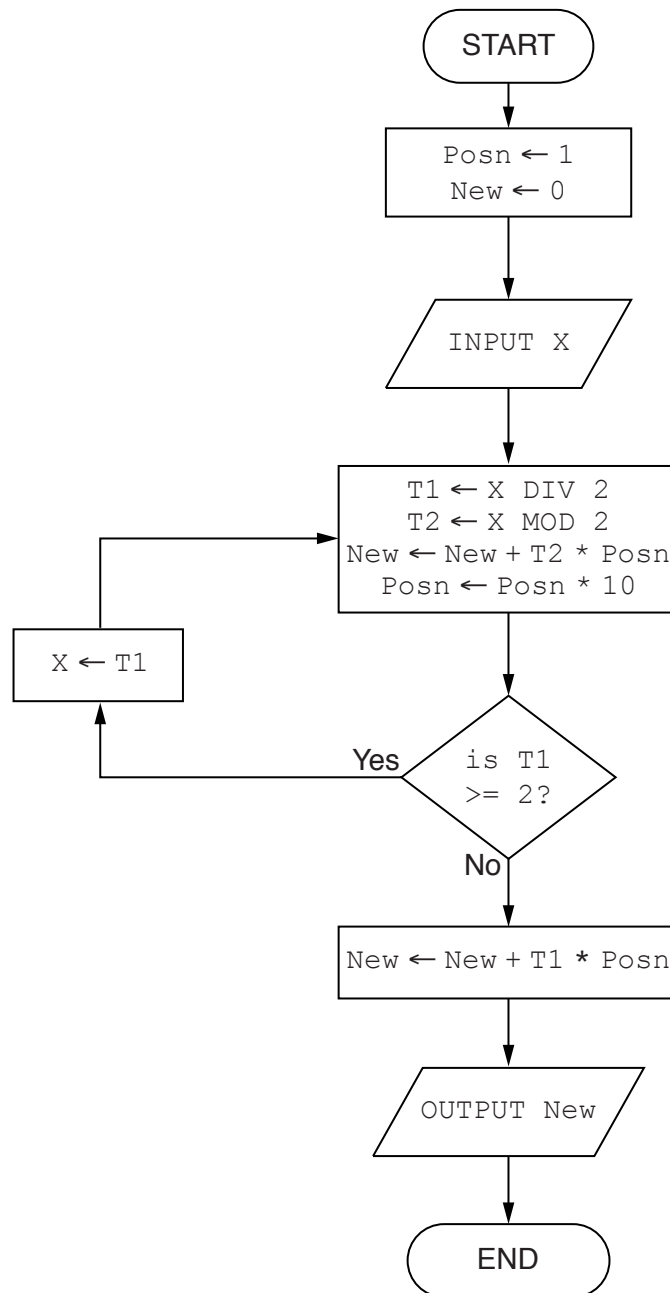 START
Posn ← 1
New ← 0
INPUT X
T1 ← X DIV 2
T2 ← X MOD 2
New ← New + T2 * Posn
Posn ← Posn * 10
X ← T1
Yes
is T1
>= 2?
No
New ← New + T1 * Posn
OUTPUT New
END